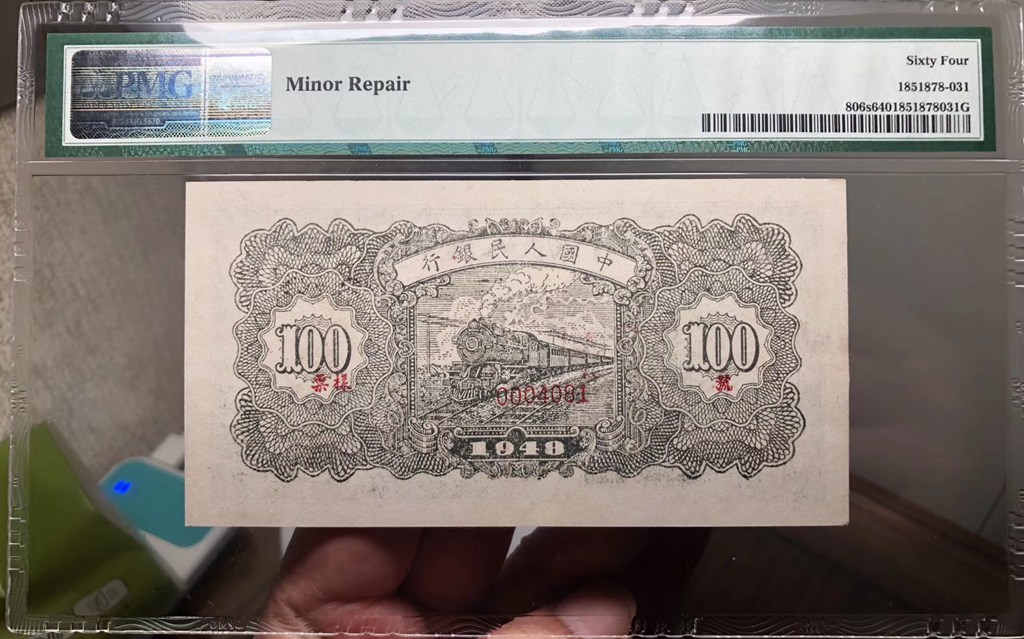 PMG
Minor Repair
Sixty Four
1851878-031
806s6401851878031G
行銀民人國中
100
100
票樣
號
0004081
1948